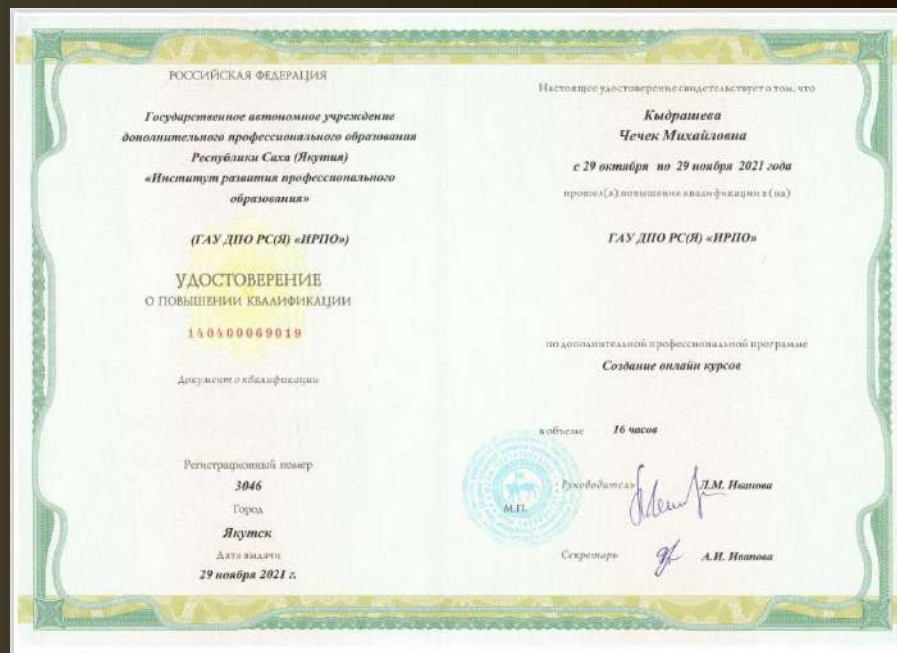 РОССИЙСКАЯ ФЕДЕРАЦИЯ
Государственное автономное учреждение
дополнительного профессионального образования
Республики Саха (Якутия)
«Институт развития профессионального
образования»
(ГАУ ДПО РС(Я) «ИРПО»)
УДОСТОВЕРЕНИЕ
О ПОВЫШЕНИИ КВАЛИФИКАЦИИ
140400069019
Документ о квалификации
Регистрационный номер
3046
Город
Якутск
Дата выдачи
29 ноября 2021 г.
Настоящее удостоверение свидетельствует о том, что
Кыдрашева
Чечек Михайловна
с 29 октября по 29 ноября 2021 года
прошел(а) повышение квалификации в (на)
ГАУ ДПО РС(Я) «ИРПО»
по дополнительной профессиональной программе
Создание онлайн курсов
в объеме 16 часов
Руководитель Л.М. Иванова
М.П.
Секретарь А.И. Иванова